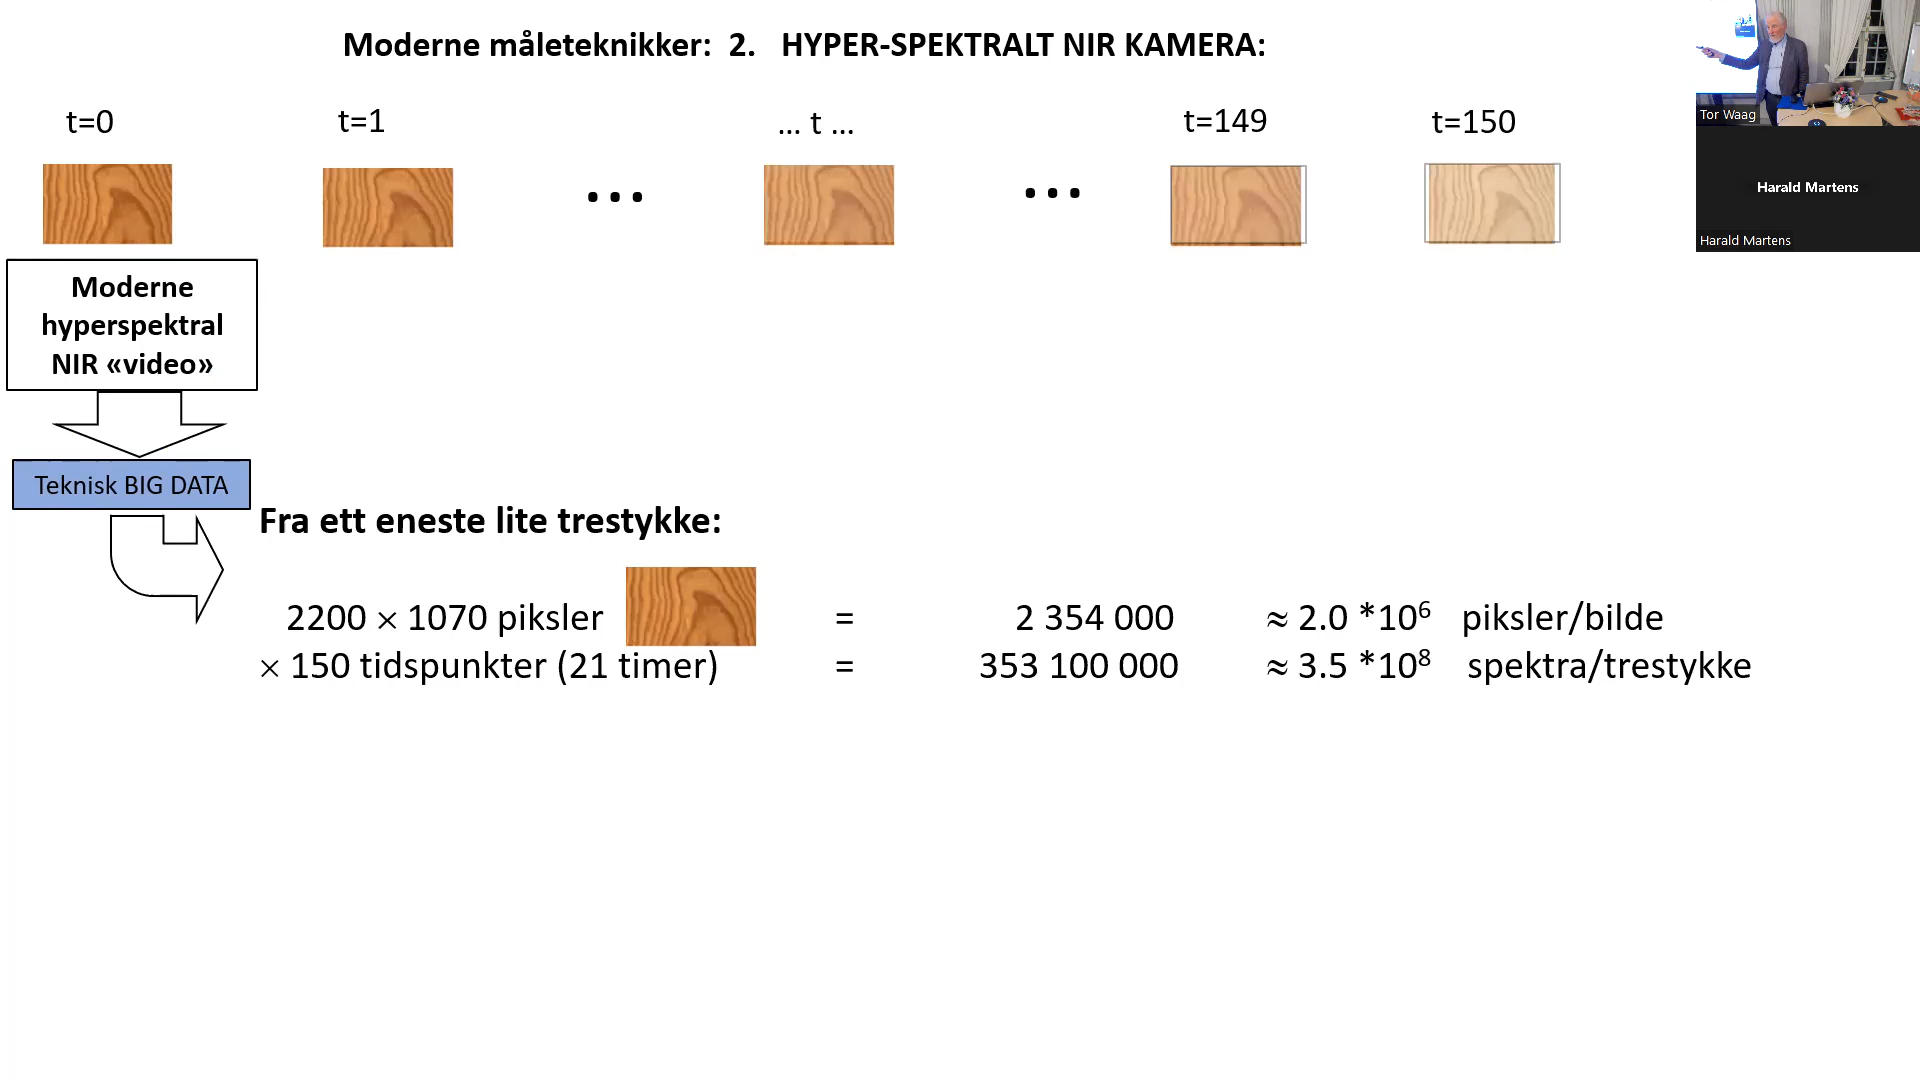 Moderne måleteknikker: 2. HYPER-SPEKTRALT NIR KAMERA:
t=0 t=1 ... t ... t=149 t=150
... ...
Tor Waag
Harald Martens
Harald Martens
Moderne
hyperspektral
NIR «video»
Teknisk BIG DATA
Fra ett eneste lite trestykke:
2200 × 1070 piksler = 2 354 000 ≈ 2.0 *10⁶ piksler/bilde
× 150 tidspunkter (21 timer) = 353 100 000 ≈ 3.5 *10⁸ spektra/trestykke